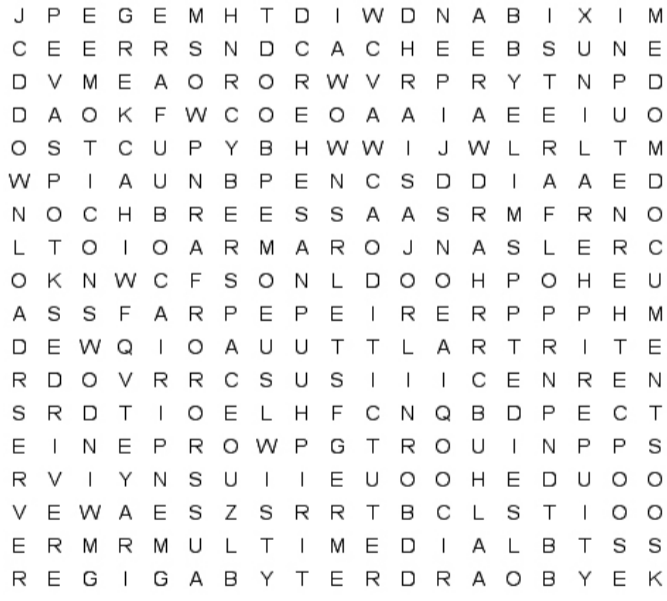 J P E G E M H T D I W D N A B I X I M
C E E R R S N D C A C H E E B S U N E
D V M E A O R O R W V R P R Y T N P D
D A O K F W C O E O A A I A E E I U O
O S T C U P Y B H W W I J W L R L T M
W P I A U N B P E N C S D D I A A E D
N O C H B R E E S S A A S R M F R N O
L T O I O A R M A R O J N A S L E R C
O K N W C F S O N L D O O H P O H E U
A S S F A R P E P E I R E R P P P H M
D E W Q I O A U U T T L A R T R I T E
R D O V R R C S U S I I I C E N R E N
S R D T I O E L H F C N Q B D P E C T
E I N E P R O W P G T R O U I N P P S
R V I Y N S U I I E U O O H E D U O O
V E W A E S Z S R R T B C L S T I O O
E R M R M U L T I M E D I A L B T S S
R E G I G A B Y T E R D R A O B Y E K